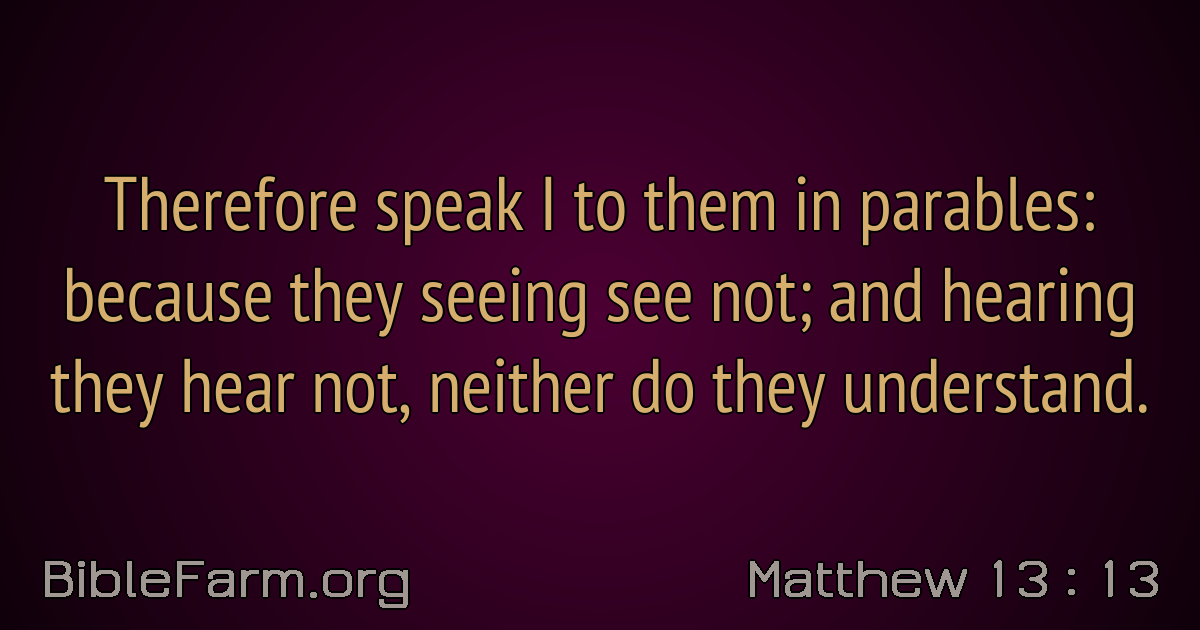 Therefore speak I to them in parables:
because they seeing see not; and hearing
they hear not, neither do they understand.
BibleFarm.org
Matthew 13 : 13